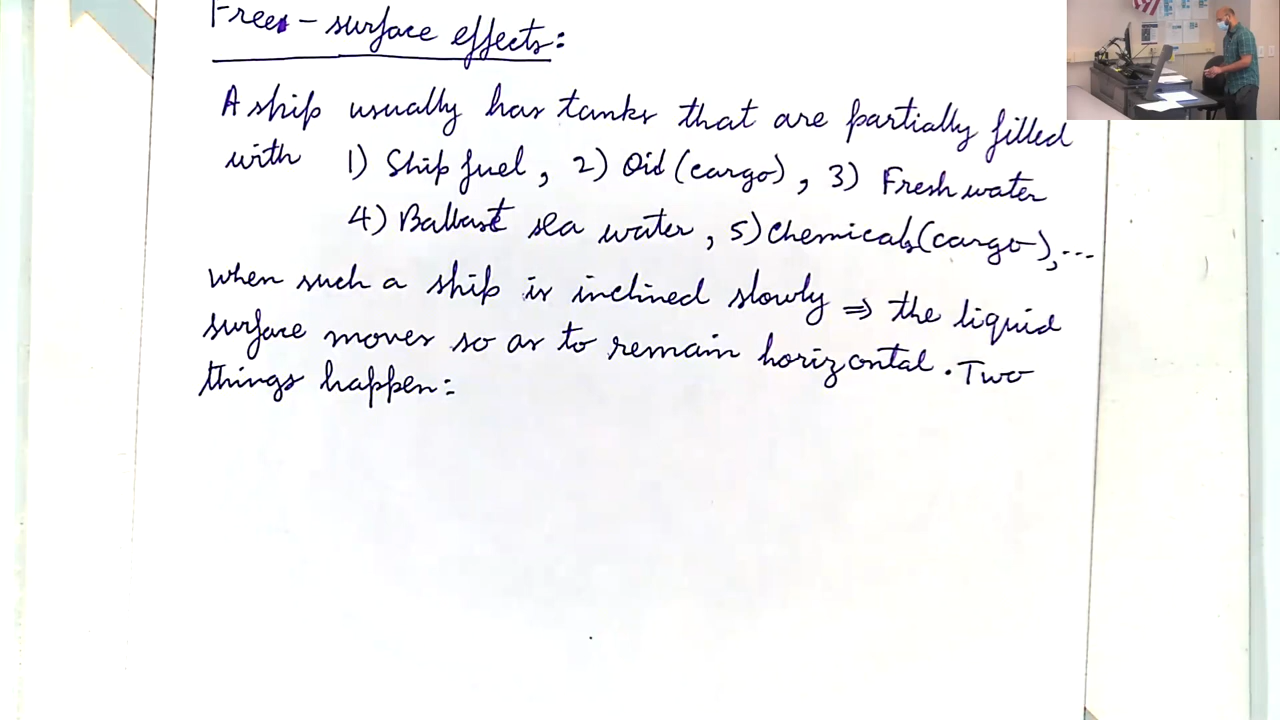 Free - surface effects:
A ship usually has tanks that are partially filled
with 1) Ship fuel, 2) Oil (cargo), 3) Fresh water
4) Ballast sea water, 5) Chemicals (cargo), ...
when such a ship is inclined slowly ⇒ the liquid
surface moves so as to remain horizontal. Two
things happen: